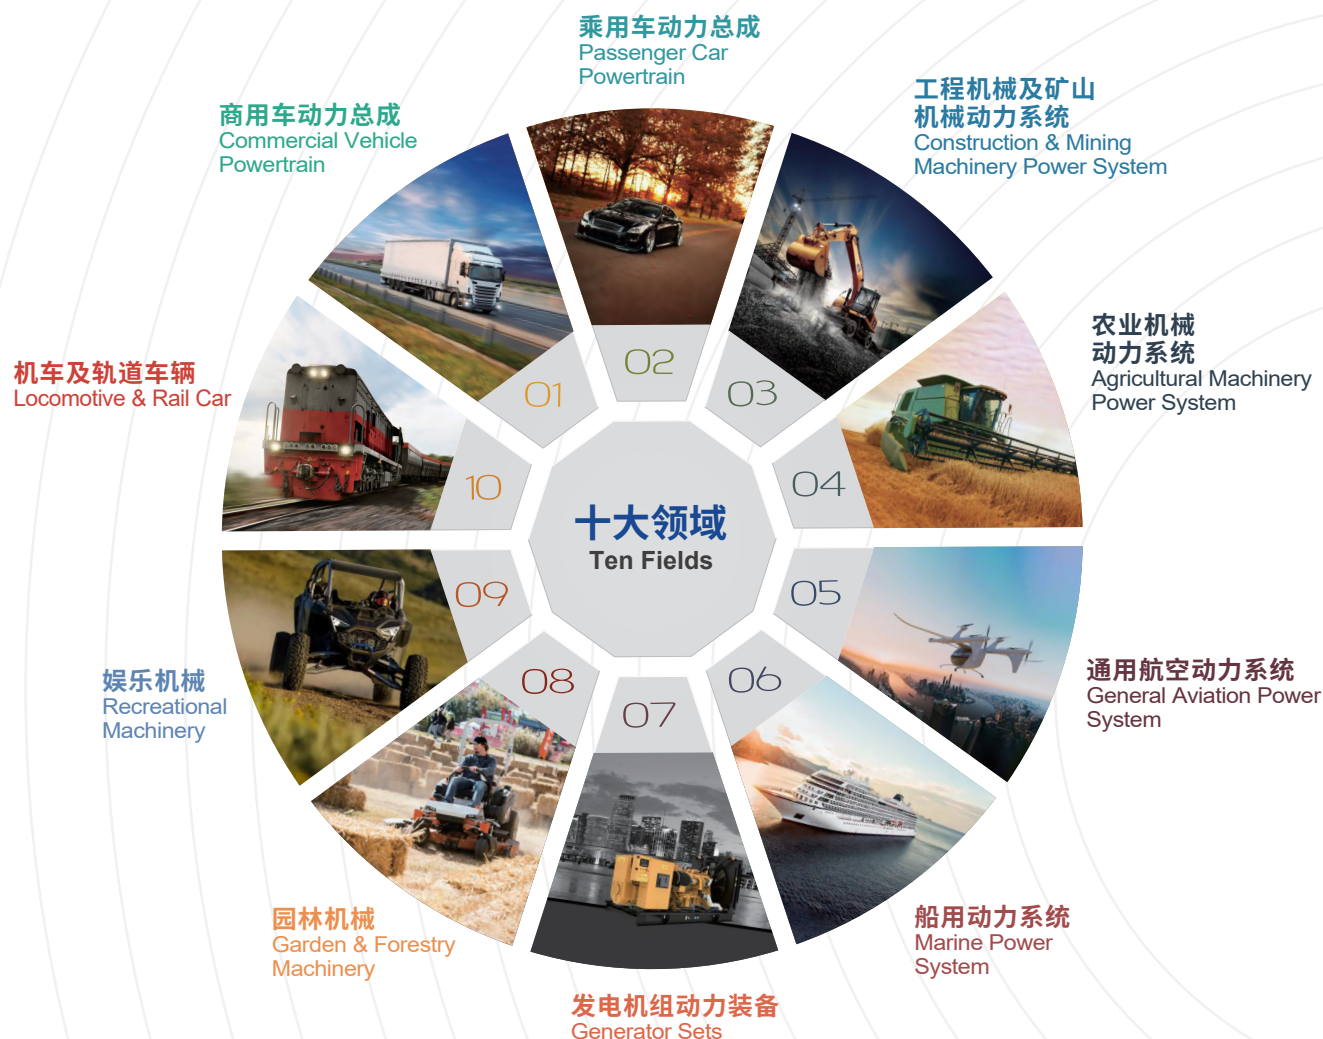 乘用车动力总成
Passenger Car
Powertrain
工程机械及矿山
机械动力系统
Construction & Mining
Machinery Power System
商用车动力总成
Commercial Vehicle
Powertrain
农业机械
动力系统
Agricultural Machinery
Power System
机车及轨道车辆
Locomotive & Rail Car
01
02
03
04
05
06
07
08
09
10
十大领域
Ten Fields
通用航空动力系统
General Aviation Power
System
娱乐机械
Recreational
Machinery
船用动力系统
Marine Power
System
园林机械
Garden & Forestry
Machinery
发电机组动力装备
Generator Sets